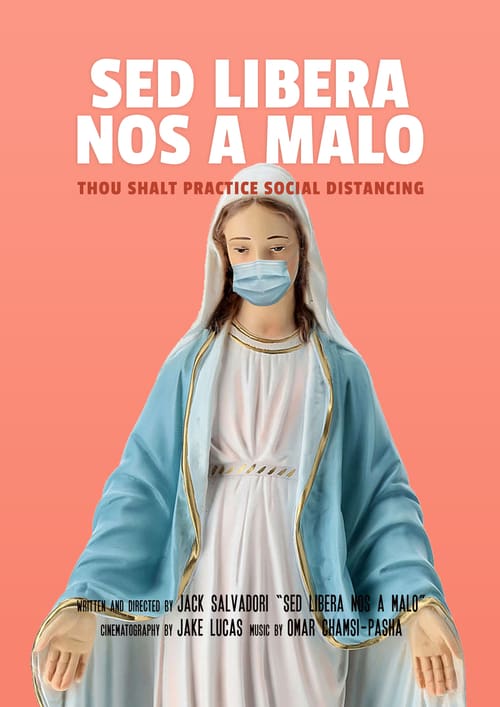 SED LIBERA
NOS A MALO
THOU SHALT PRACTICE SOCIAL DISTANCING
WRITTEN AND DIRECTED BY JACK SALVADORI "SED LIBERA NOS A MALO"
CINEMATOGRAPHY BY JAKE LUCAS MUSIC BY OMAR CHAMSI-PASHA